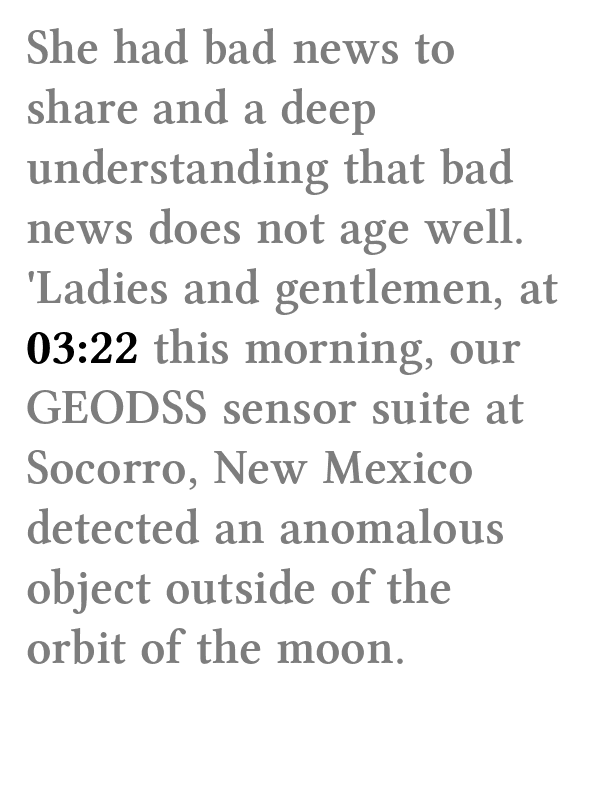 She had bad news to
share and a deep
understanding that bad
news does not age well.
'Ladies and gentlemen, at
03:22 this morning, our
GEODSS sensor suite at
Socorro, New Mexico
detected an anomalous
object outside of the
orbit of the moon.